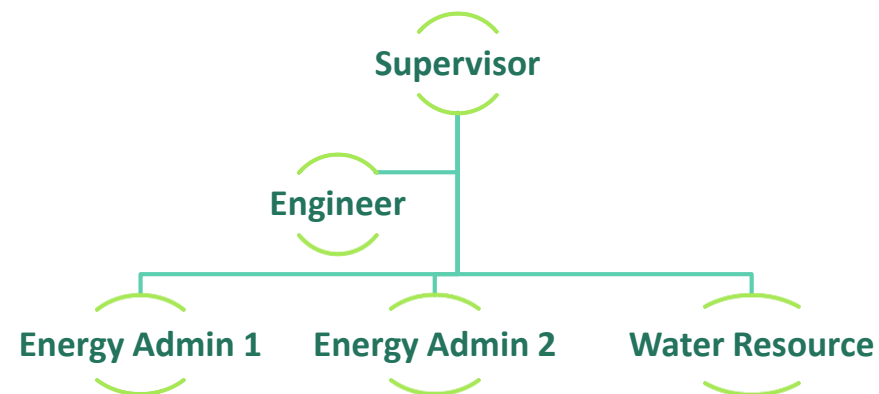 Supervisor
Engineer
Energy Admin 1
Energy Admin 2
Water Resource